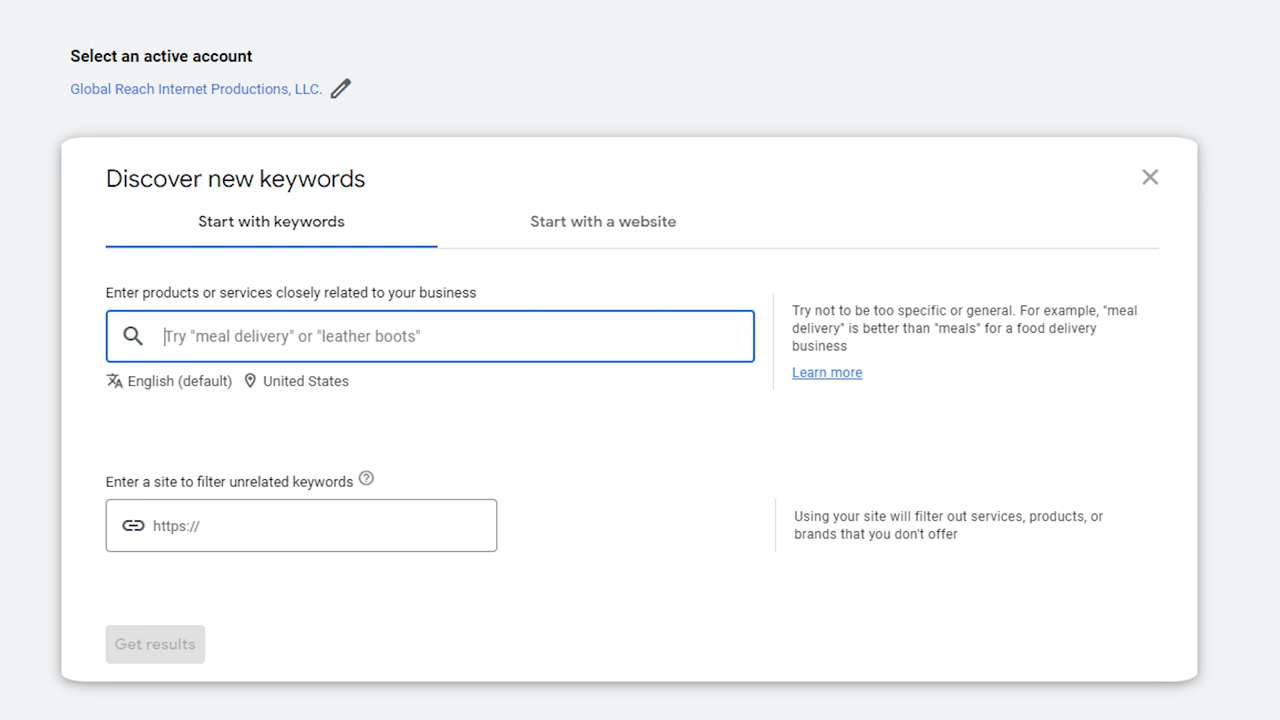 Select an active account
Global Reach Internet Productions, LLC.
Discover new keywords
Start with keywords
Start with a website
Enter products or services closely related to your business
Try "meal delivery" or "leather boots"
English (default)
United States
Try not to be too specific or general. For example, "meal
delivery" is better than "meals" for a food delivery
business
Learn more
Enter a site to filter unrelated keywords
https://
Using your site will filter out services, products, or
brands that you don't offer
Get results